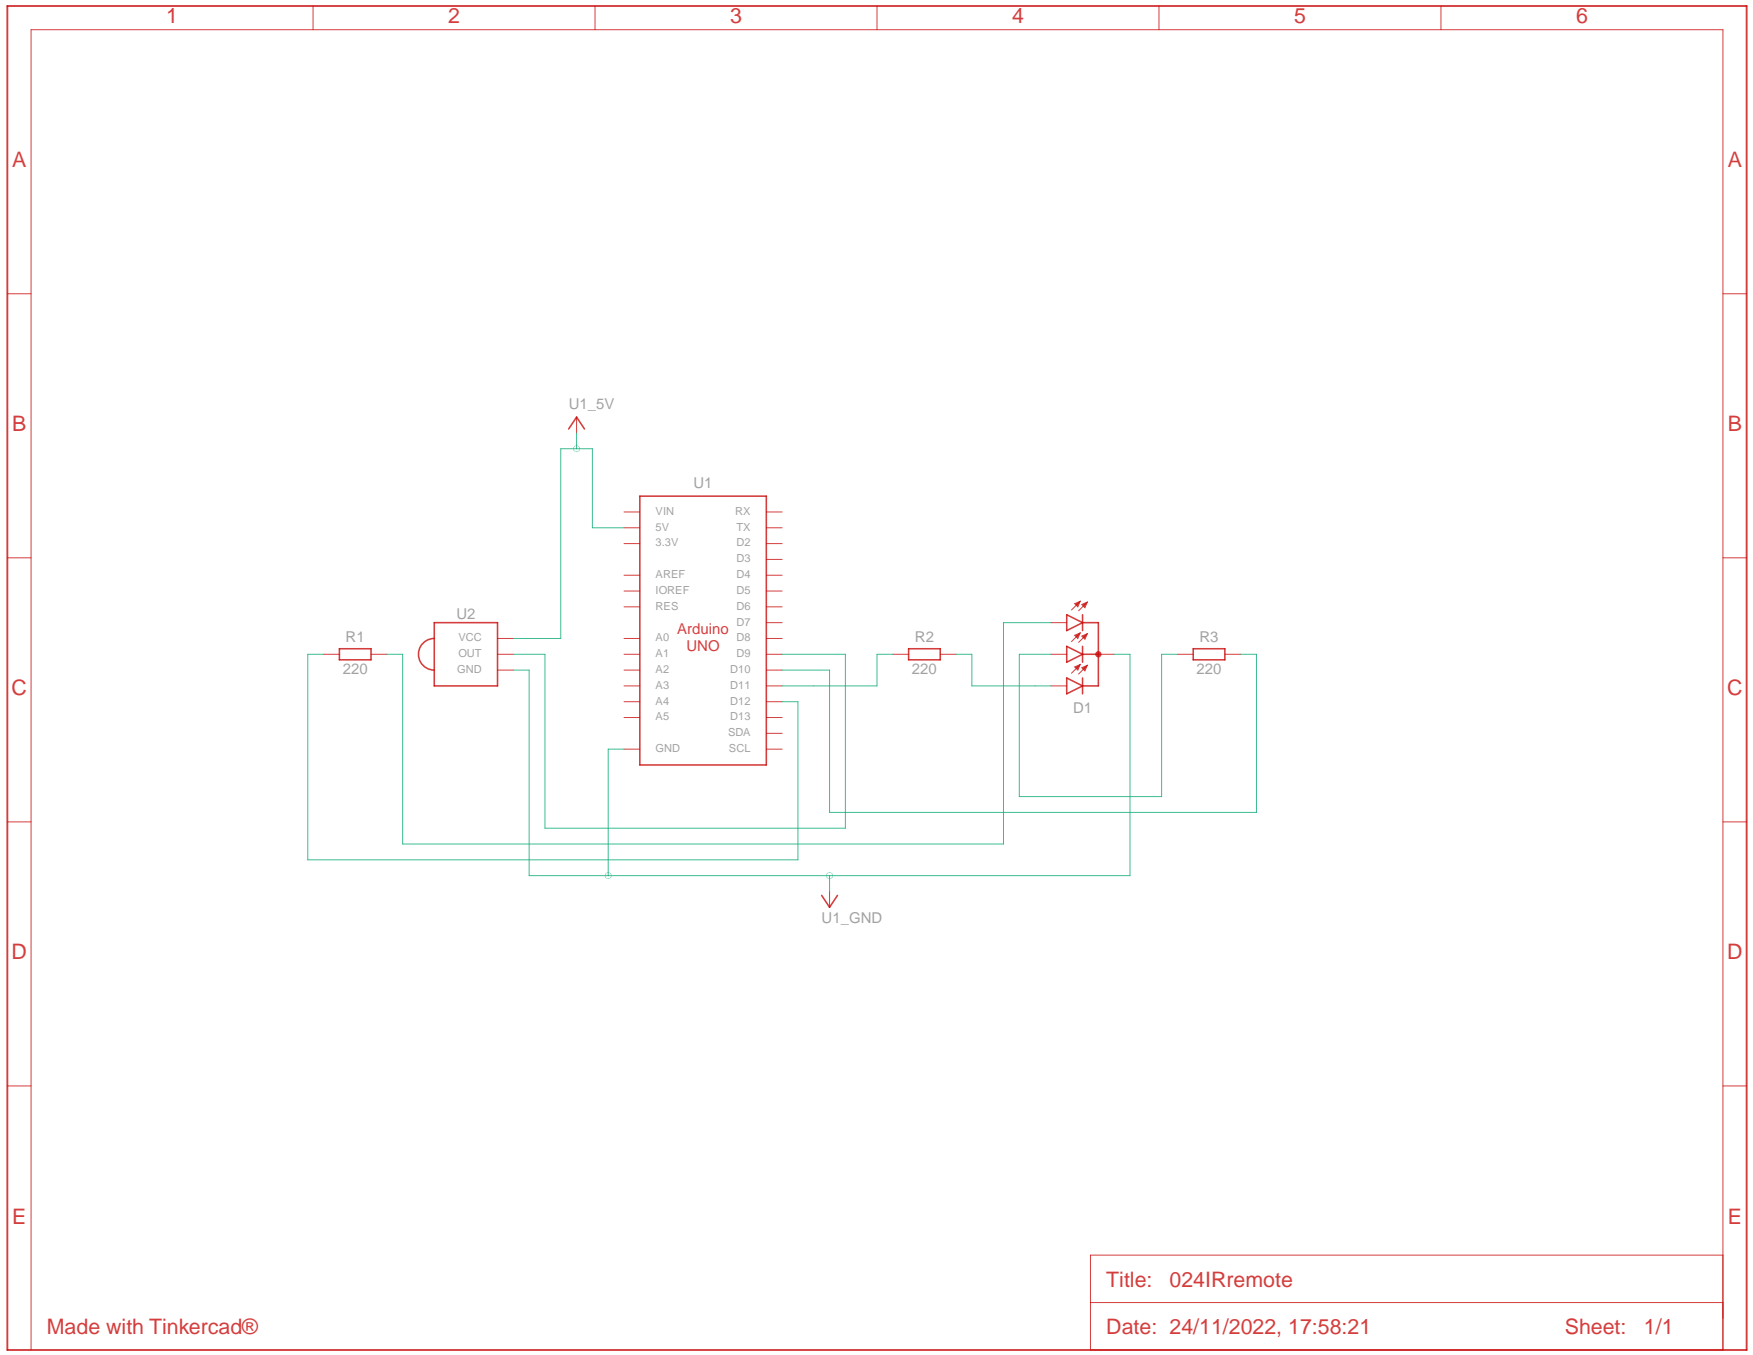 1 2 3 4 5 6
A A
B B
C C
D D
E E
U1_5V
U1
VIN RX
5V TX
3.3V D2
D3
AREF D4
IOREF D5
RES D6
D7
A0 D8
A1 D9
A2 D10
A3 D11
A4 D12
A5 D13
SDA
GND SCL
Arduino
UNO
U2
VCC
OUT
GND
R1
220
R2
220
R3
220
D1
U1_GND
Title: 024IRremote
Date: 24/11/2022, 17:58:21 Sheet: 1/1
Made with Tinkercad®